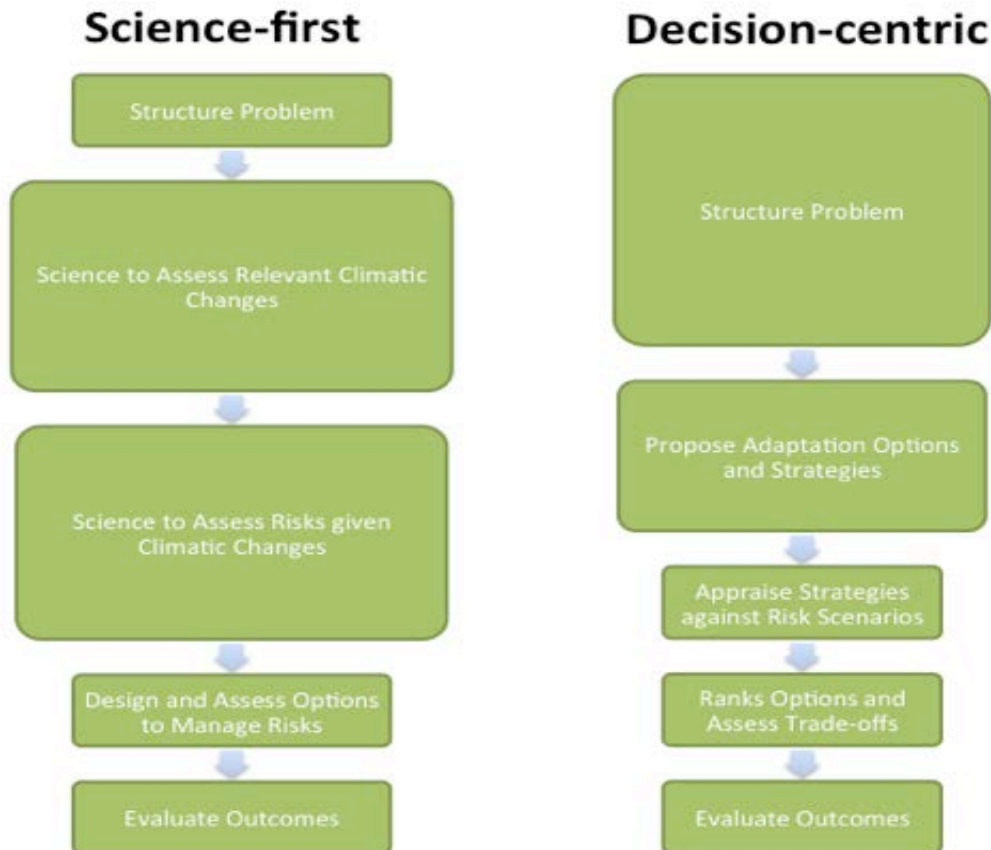 Science-first
Structure Problem
Science to Assess Relevant Climatic
Changes
Science to Assess Risks given
Climatic Changes
Design and Assess Options
to Manage Risks
Evaluate Outcomes
Decision-centric
Structure Problem
Propose Adaptation Options
and Strategies
Appraise Strategies
against Risk Scenarios
Ranks Options and
Assess Trade-offs
Evaluate Outcomes